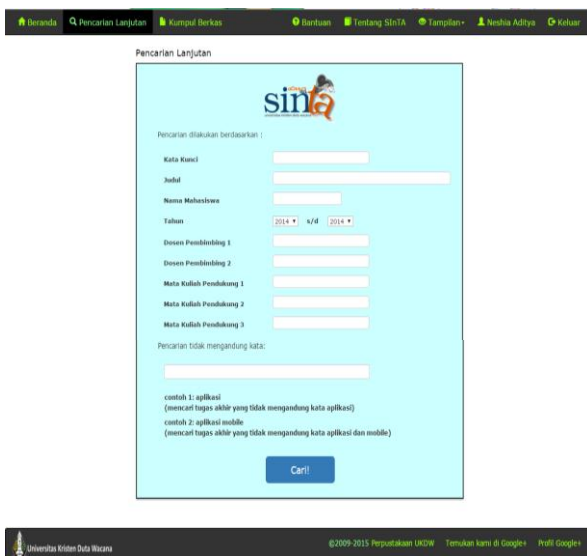 Beranda Pencarian Lanjutan Kumpul Berkas Bantuan Tentang SInTA Tampilan Neshia Aditya Keluar
Pencarian Lanjutan
sinta
Pencarian dilakukan berdasarkan :
Kata Kunci
Judul
Nama Mahasiswa
Tahun 2014 s/d 2014
Dosen Pembimbing 1
Dosen Pembimbing 2
Mata Kuliah Pendukung 1
Mata Kuliah Pendukung 2
Mata Kuliah Pendukung 3
Pencarian tidak mengandung kata:
contoh 1: aplikasi
(mencari tugas akhir yang tidak mengandung kata aplikasi)
contoh 2: aplikasi mobile
(mencari tugas akhir yang tidak mengandung kata aplikasi dan mobile)
Cari!
Universitas Kristen Duta Wacana ©2009-2015 Perpustakaan UKDW Temukan kami di Google+ Profil Google+